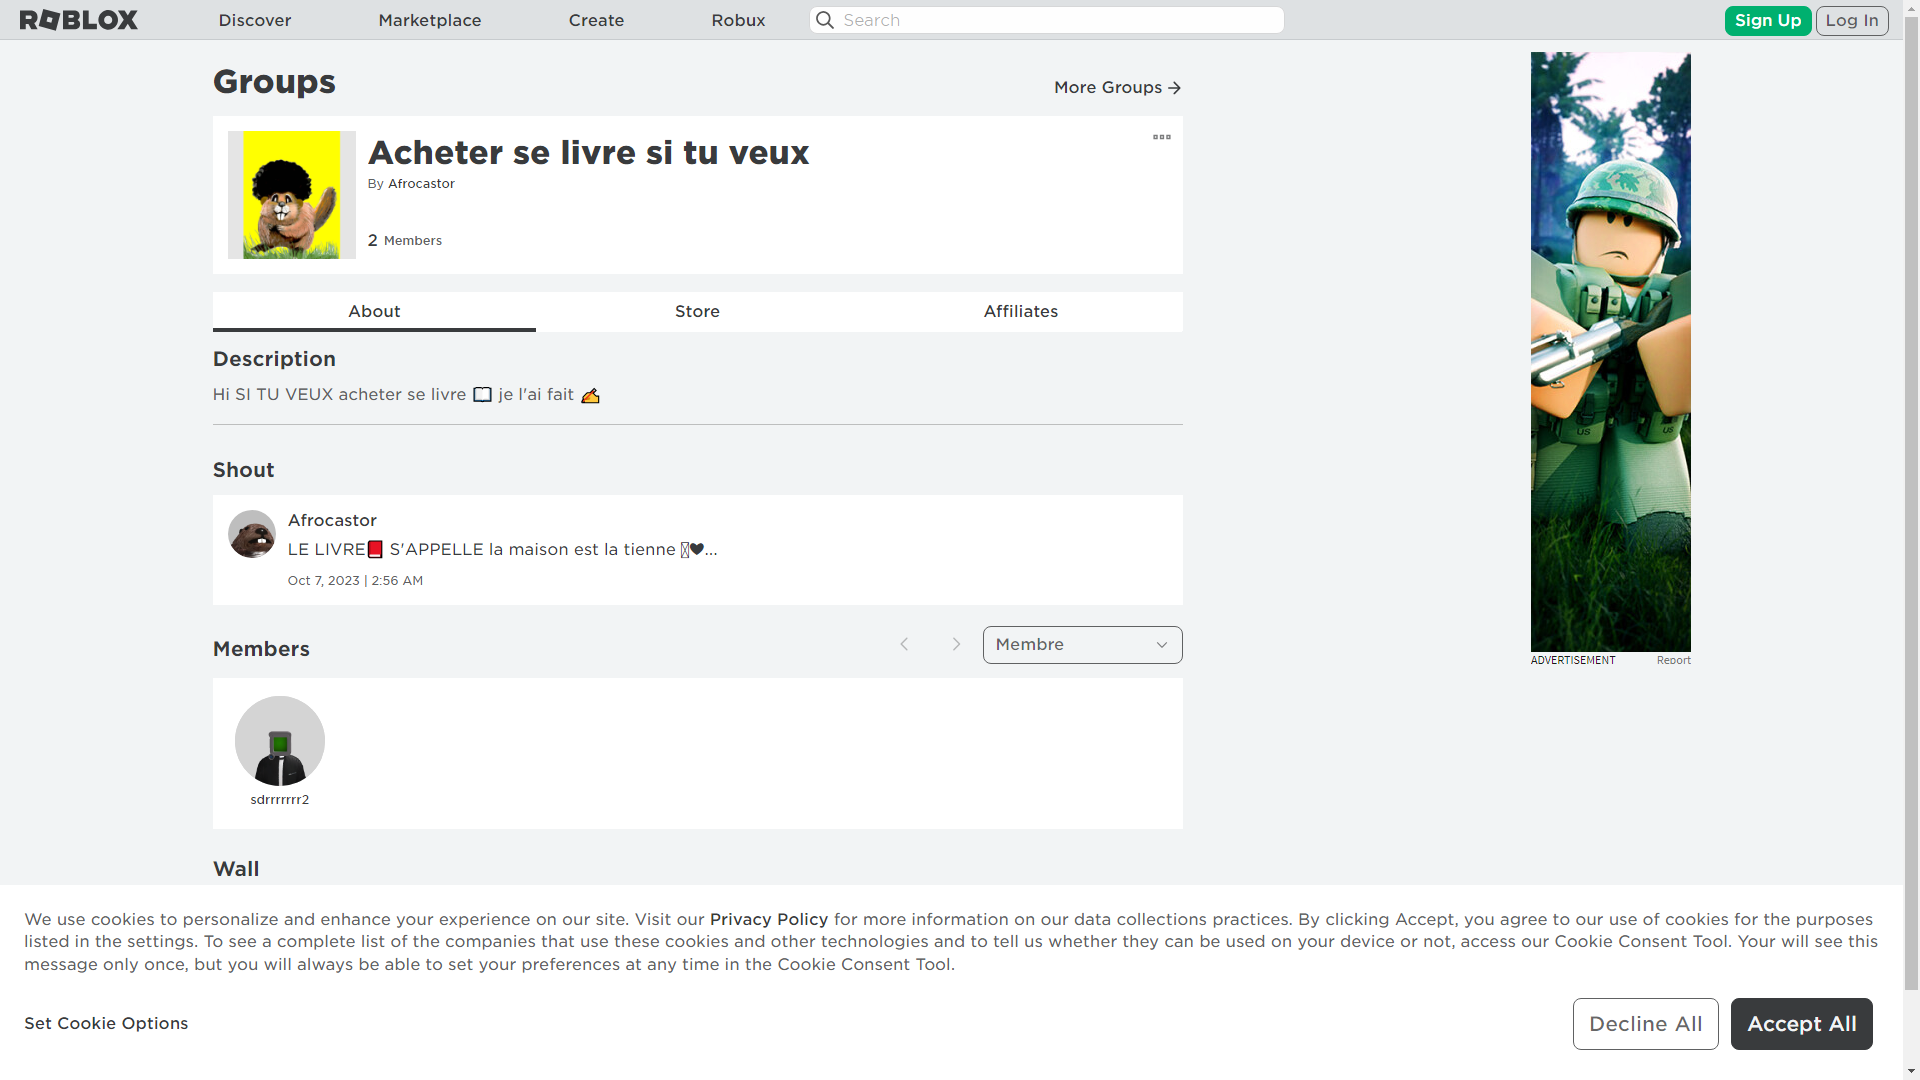 ROBLOX
Discover
Marketplace
Create
Robux
Search
Sign Up
Log In
Groups
More Groups →
Acheter se livre si tu veux
By Afrocastor
2 Members
About
Store
Affiliates
Description
Hi SI TU VEUX acheter se livre 📖 je l'ai fait ✍
Shout
Afrocastor
LE LIVRE📕 S'APPELLE la maison est la tienne 🖤...
Oct 7, 2023 | 2:56 AM
Members
Membre
sdrrrrrrr2
Wall
US
US
ADVERTISEMENT
Report
We use cookies to personalize and enhance your experience on our site. Visit our Privacy Policy for more information on our data collections practices. By clicking Accept, you agree to our use of cookies for the purposes
listed in the settings. To see a complete list of the companies that use these cookies and other technologies and to tell us whether they can be used on your device or not, access our Cookie Consent Tool. Your will see this
message only once, but you will always be able to set your preferences at any time in the Cookie Consent Tool.
Set Cookie Options
Decline All
Accept All